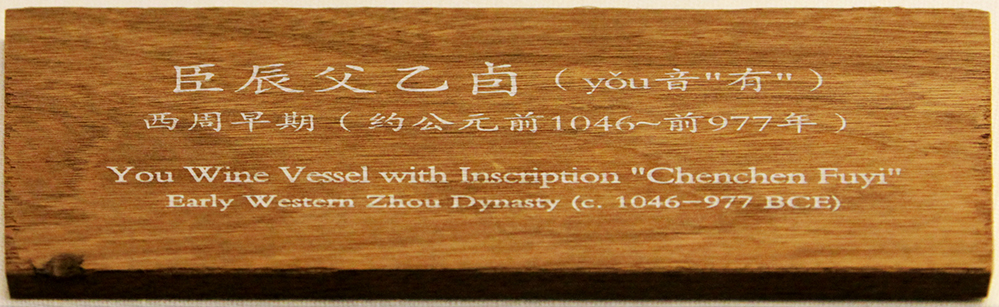 臣辰父乙卣（yǒu音"有"）
西周早期（约公元前1046~前977年）
You Wine Vessel with Inscription "Chenchen Fuyi"
Early Western Zhou Dynasty (c. 1046~977 BCE)